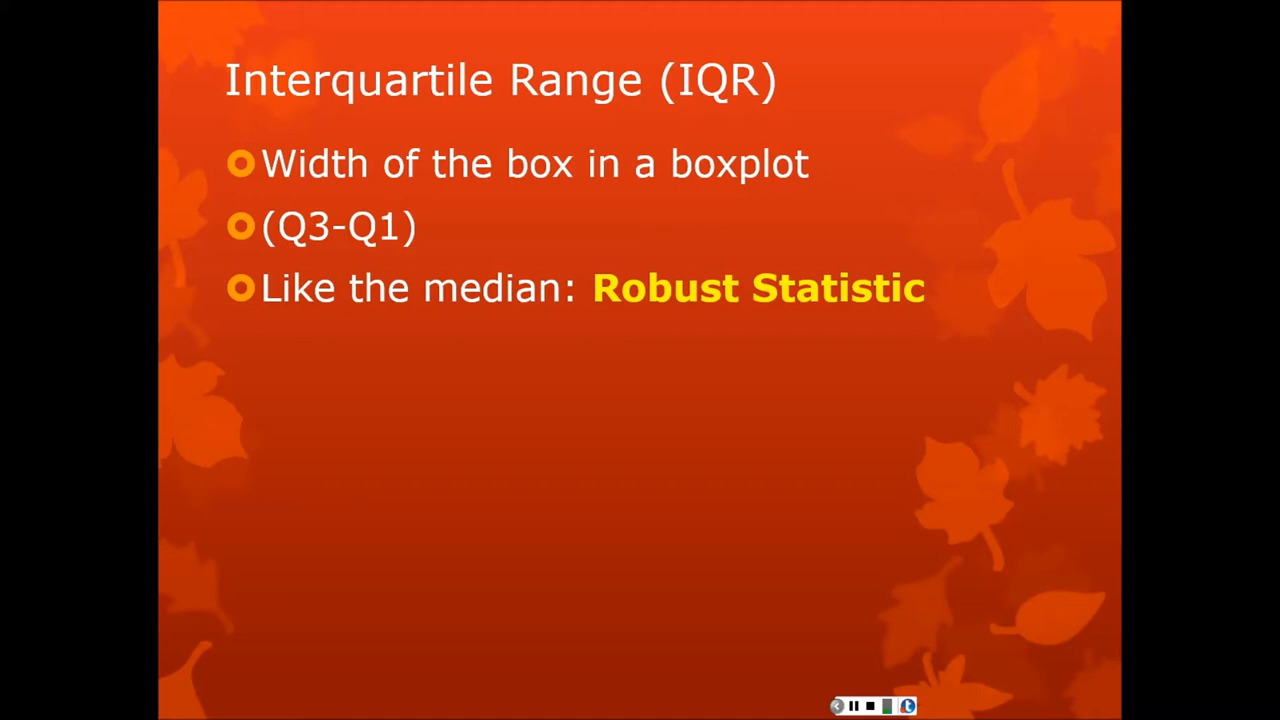 Interquartile Range (IQR)
Width of the box in a boxplot
(Q3-Q1)
Like the median: Robust Statistic